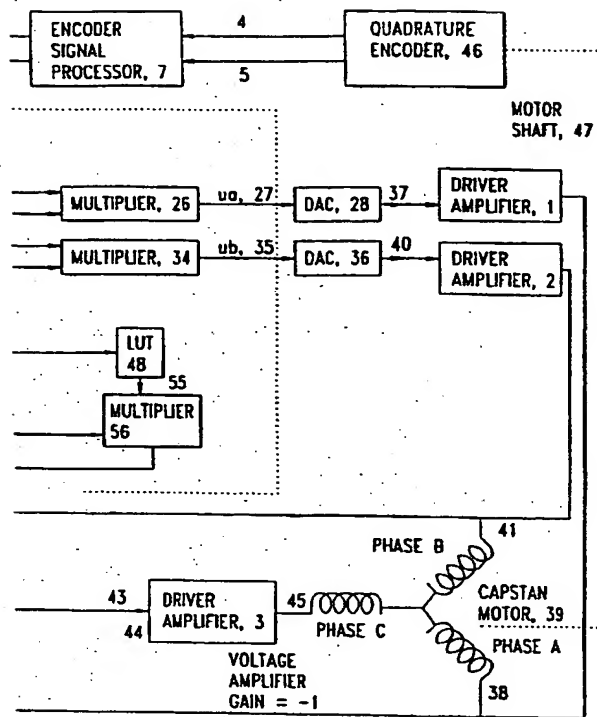 ENCODER
SIGNAL
PROCESSOR, 7
4
5
QUADRATURE
ENCODER, 46
MOTOR
SHAFT, 47
MULTIPLIER, 26
ua, 27
DAC, 28
37
DRIVER
AMPLIFIER, 1
MULTIPLIER, 34
ub, 35
DAC, 36
40
DRIVER
AMPLIFIER, 2
LUT
48
55
MULTIPLIER
56
41
PHASE B
43
44
DRIVER
AMPLIFIER, 3
45
PHASE C
CAPSTAN
MOTOR, 39
PHASE A
VOLTAGE
AMPLIFIER
GAIN = -1
38